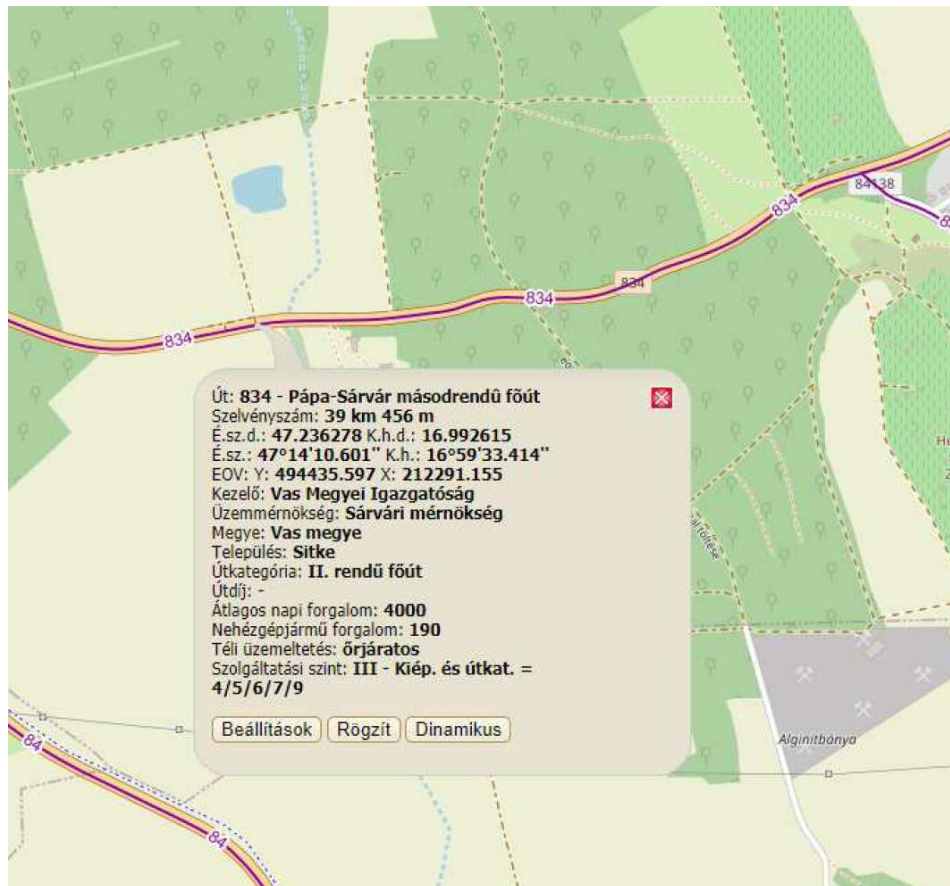 84138
834
834
834
834
Út: 834 - Pápa-Sárvár másodrendû főút
Szelvényszám: 39 km 456 m
É.sz.d.: 47.236278 K.h.d.: 16.992615
É.sz.: 47°14'10.601" K.h.: 16°59'33.414"
EOV: Y: 494435.597 X: 212291.155
Kezelő: Vas Megyei Igazgatóság
Üzemmérnökség: Sárvári mérnökség
Megye: Vas megye
Település: Sitke
Útkategória: II. rendű főút
Útdíj: -
Átlagos napi forgalom: 4000
Nehézgépjármű forgalom: 190
Téli üzemeltetés: őrjáratos
Szolgáltatási szint: III - Kiép. és útkat. =
4/5/6/7/9
Beállítások Rögzít Dinamikus
töltése
84
Alginitbánya
84